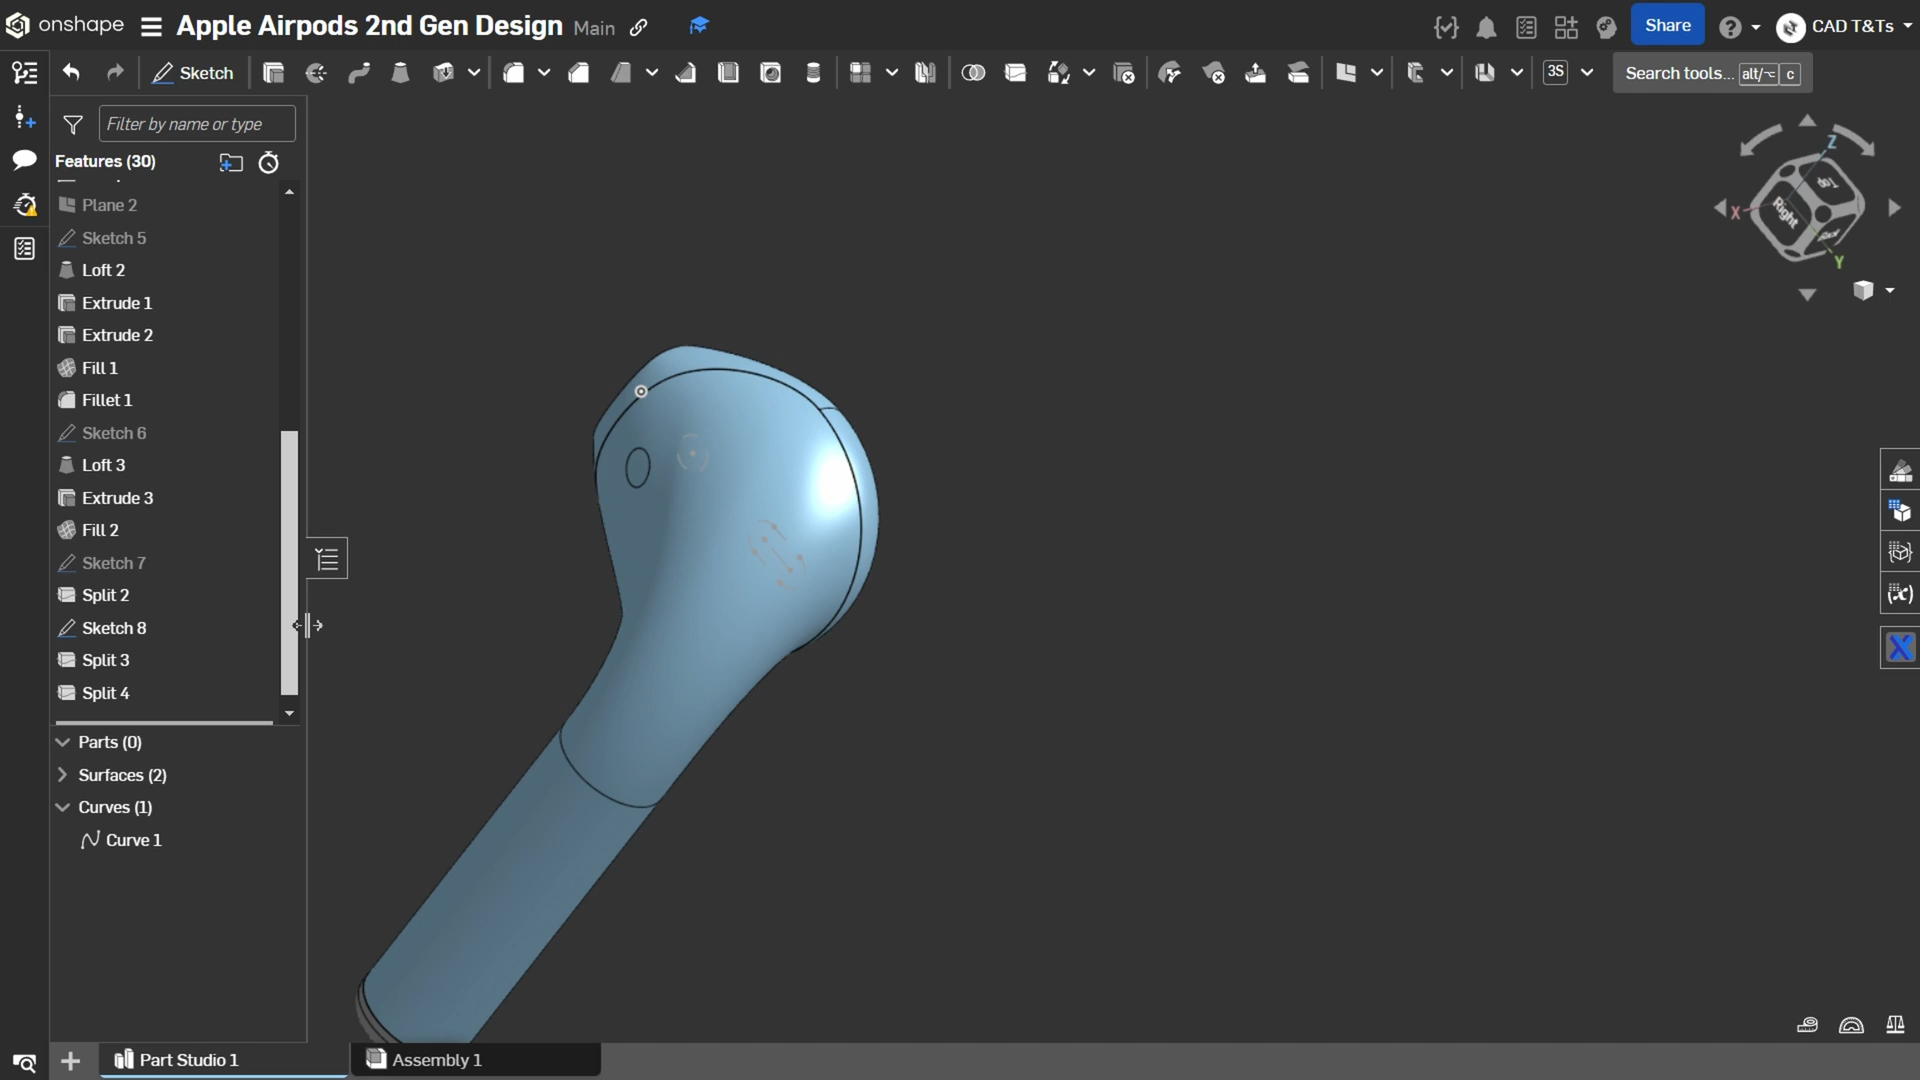 onshape
Apple Airpods 2nd Gen Design Main
Share
CAD T&Ts
Sketch
3S
Search tools... alt/⌥ c
Filter by name or type
Features (30)
Plane 2
Sketch 5
Loft 2
Extrude 1
Extrude 2
Fill 1
Fillet 1
Sketch 6
Loft 3
Extrude 3
Fill 2
Sketch 7
Split 2
Sketch 8
Split 3
Split 4
Parts (0)
Surfaces (2)
Curves (1)
Curve 1
Z
X
Right
Top
Y
Part Studio 1
Assembly 1